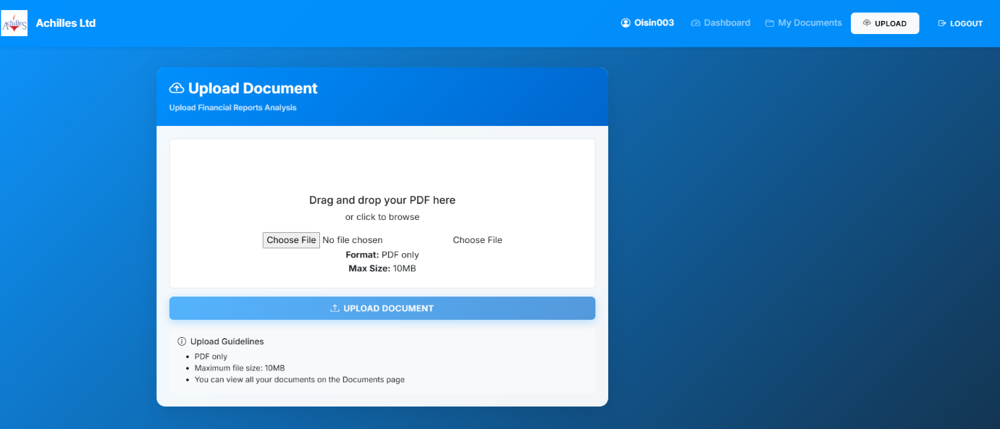 AchilleS
Achilles Ltd
Oisin003
Dashboard
My Documents
UPLOAD
LOGOUT
Upload Document
Upload Financial Reports Analysis
Drag and drop your PDF here
or click to browse
Choose File No file chosen Choose File
Format: PDF only
Max Size: 10MB
UPLOAD DOCUMENT
Upload Guidelines
• PDF only
• Maximum file size: 10MB
• You can view all your documents on the Documents page